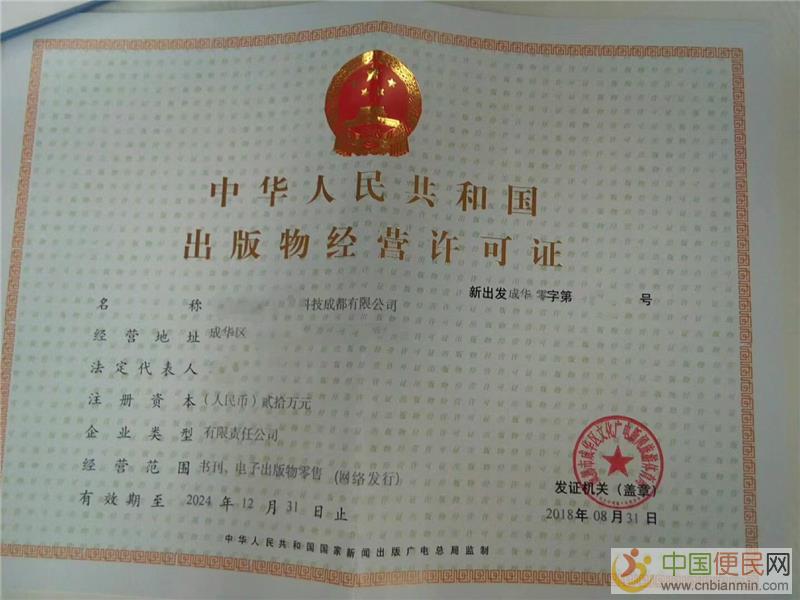 中华人民共和国
出版物经营许可证
新出发成华 零字第 号
名 称 科技成都有限公司
经营地址 成华区
法定代表人
注册资本 (人民币)贰拾万元
企业类型 有限责任公司
经营范围 书刊、电子出版物零售 (网络发行)
有效期至 2024 年 12 月 31 日止
发证机关(盖章)
2018年08月31日
中华人民共和国国家新闻出版广电总局监制
中国便民网
www.cnbianmin.com